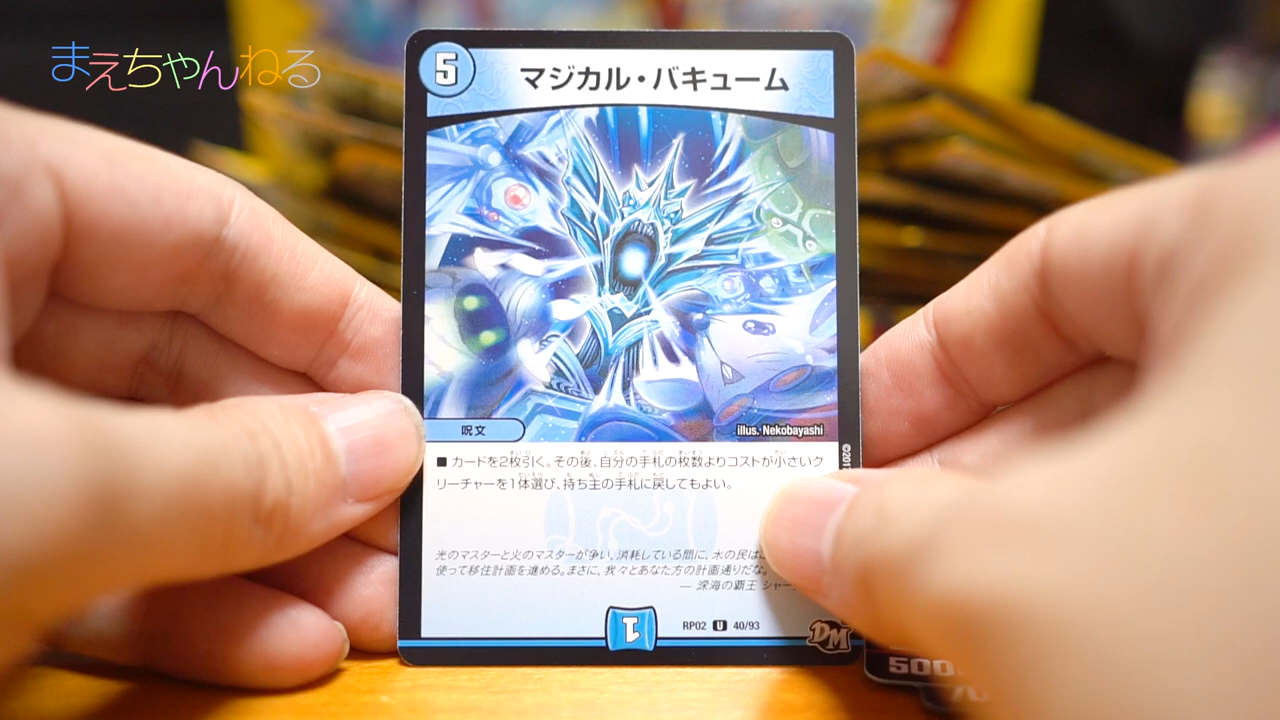 まえちゃんねる
5
マジカル・バキューム
呪文
illus. Nekobayashi
■ カードを2枚引く。その後、自分の手札の枚数よりコストが小さいク
リーチャーを1体選び、持ち主の手札に戻してもよい。
光のマスターと火のマスターが争い、消耗している間に、水の民は
使って移住計画を進める。まさに、我々とあなた方の計画通りだな。
— 深海の覇王 シャー
1
RP02 U 40/93
DM
500